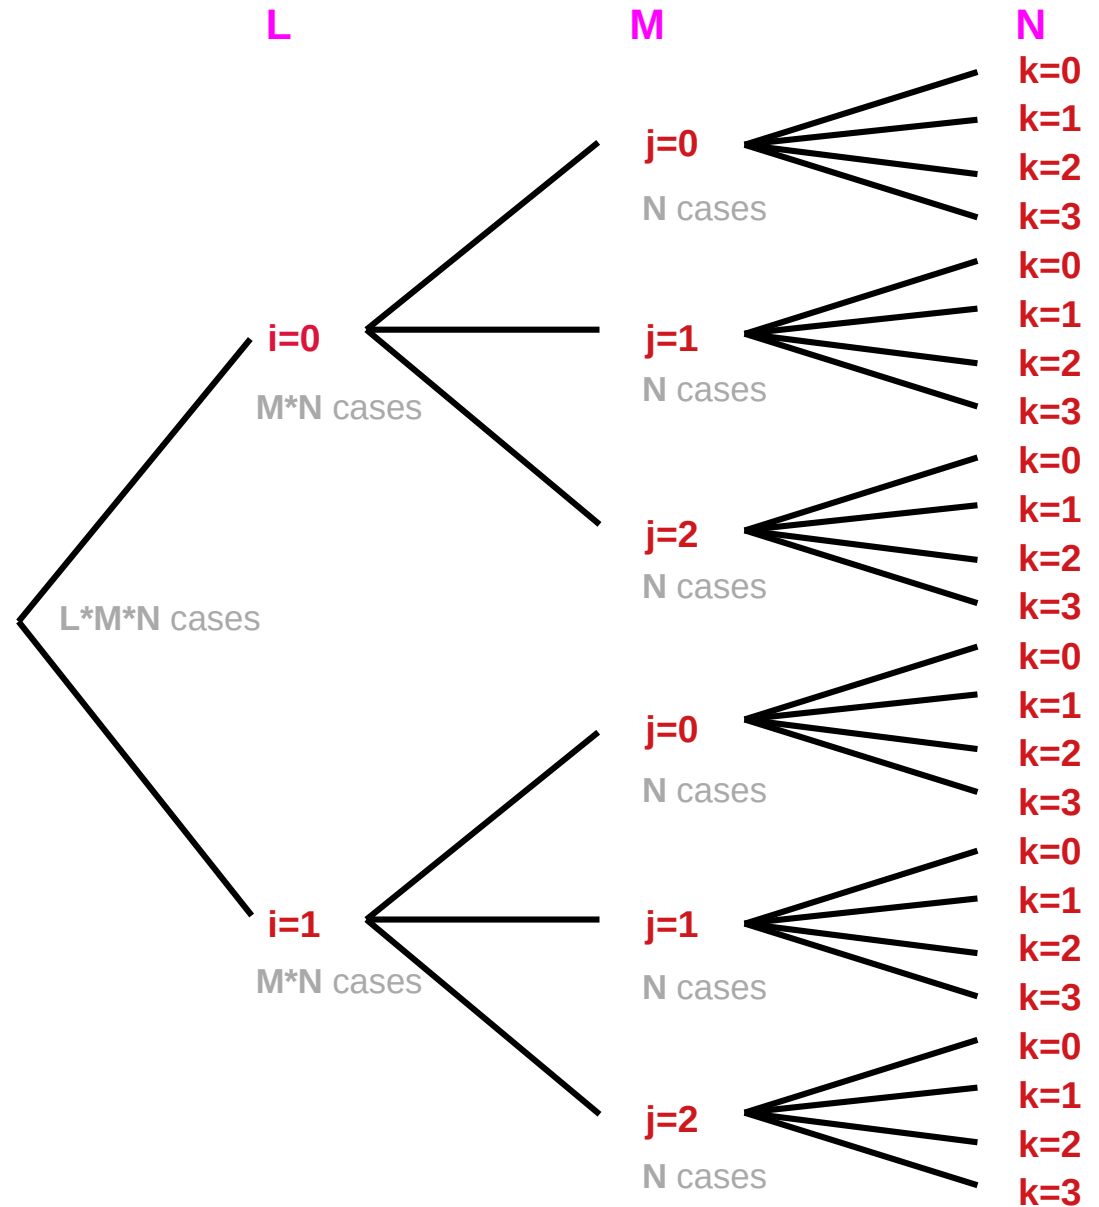 L M N
k=0
k=1
j=0
k=2
N cases
k=3
k=0
k=1
i=0
j=1
k=2
N cases
M*N cases
k=3
k=0
k=1
j=2
k=2
N cases
k=3
L*M*N cases
k=0
k=1
j=0
k=2
N cases
k=3
k=0
k=1
i=1
j=1
k=2
M*N cases
N cases
k=3
k=0
k=1
j=2
k=2
N cases
k=3